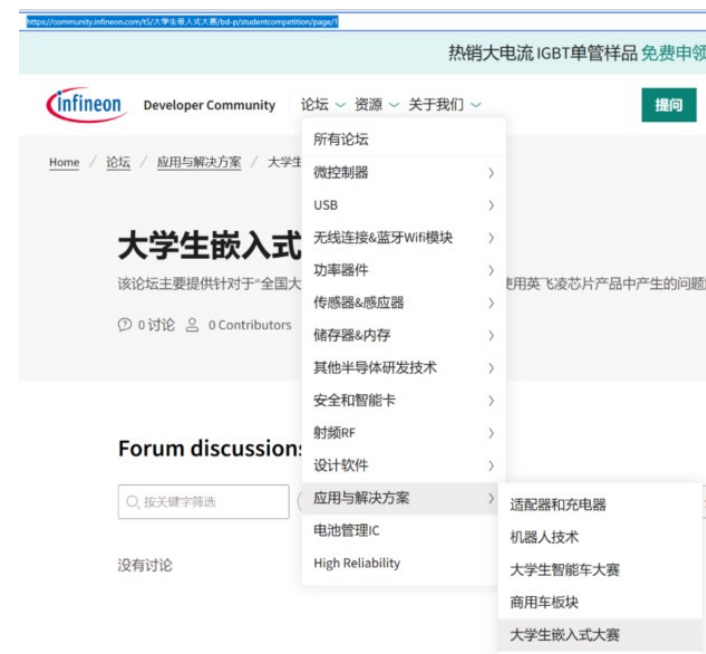 https://community.infineon.com/t5/大学生嵌入式大赛/bd-p/studentcompetition/page/1
热销大电流 IGBT单管样品 免费申领
infineon Developer Community 论坛 资源 关于我们 提问
所有论坛
Home / 论坛 / 应用与解决方案 / 大学生
微控制器
USB
大学生嵌入式
无线连接&蓝牙Wifi模块
功率器件
该论坛主要提供针对于“全国大 使用英飞凌芯片产品中产生的问题
传感器&感应器
0 讨论 0 Contributors
储存器&内存
其他半导体研发技术
安全和智能卡
射频RF
Forum discussions
设计软件
按关键字筛选
应用与解决方案
适配器和充电器
电池管理IC
机器人技术
没有讨论
High Reliability
大学生智能车大赛
商用车板块
大学生嵌入式大赛